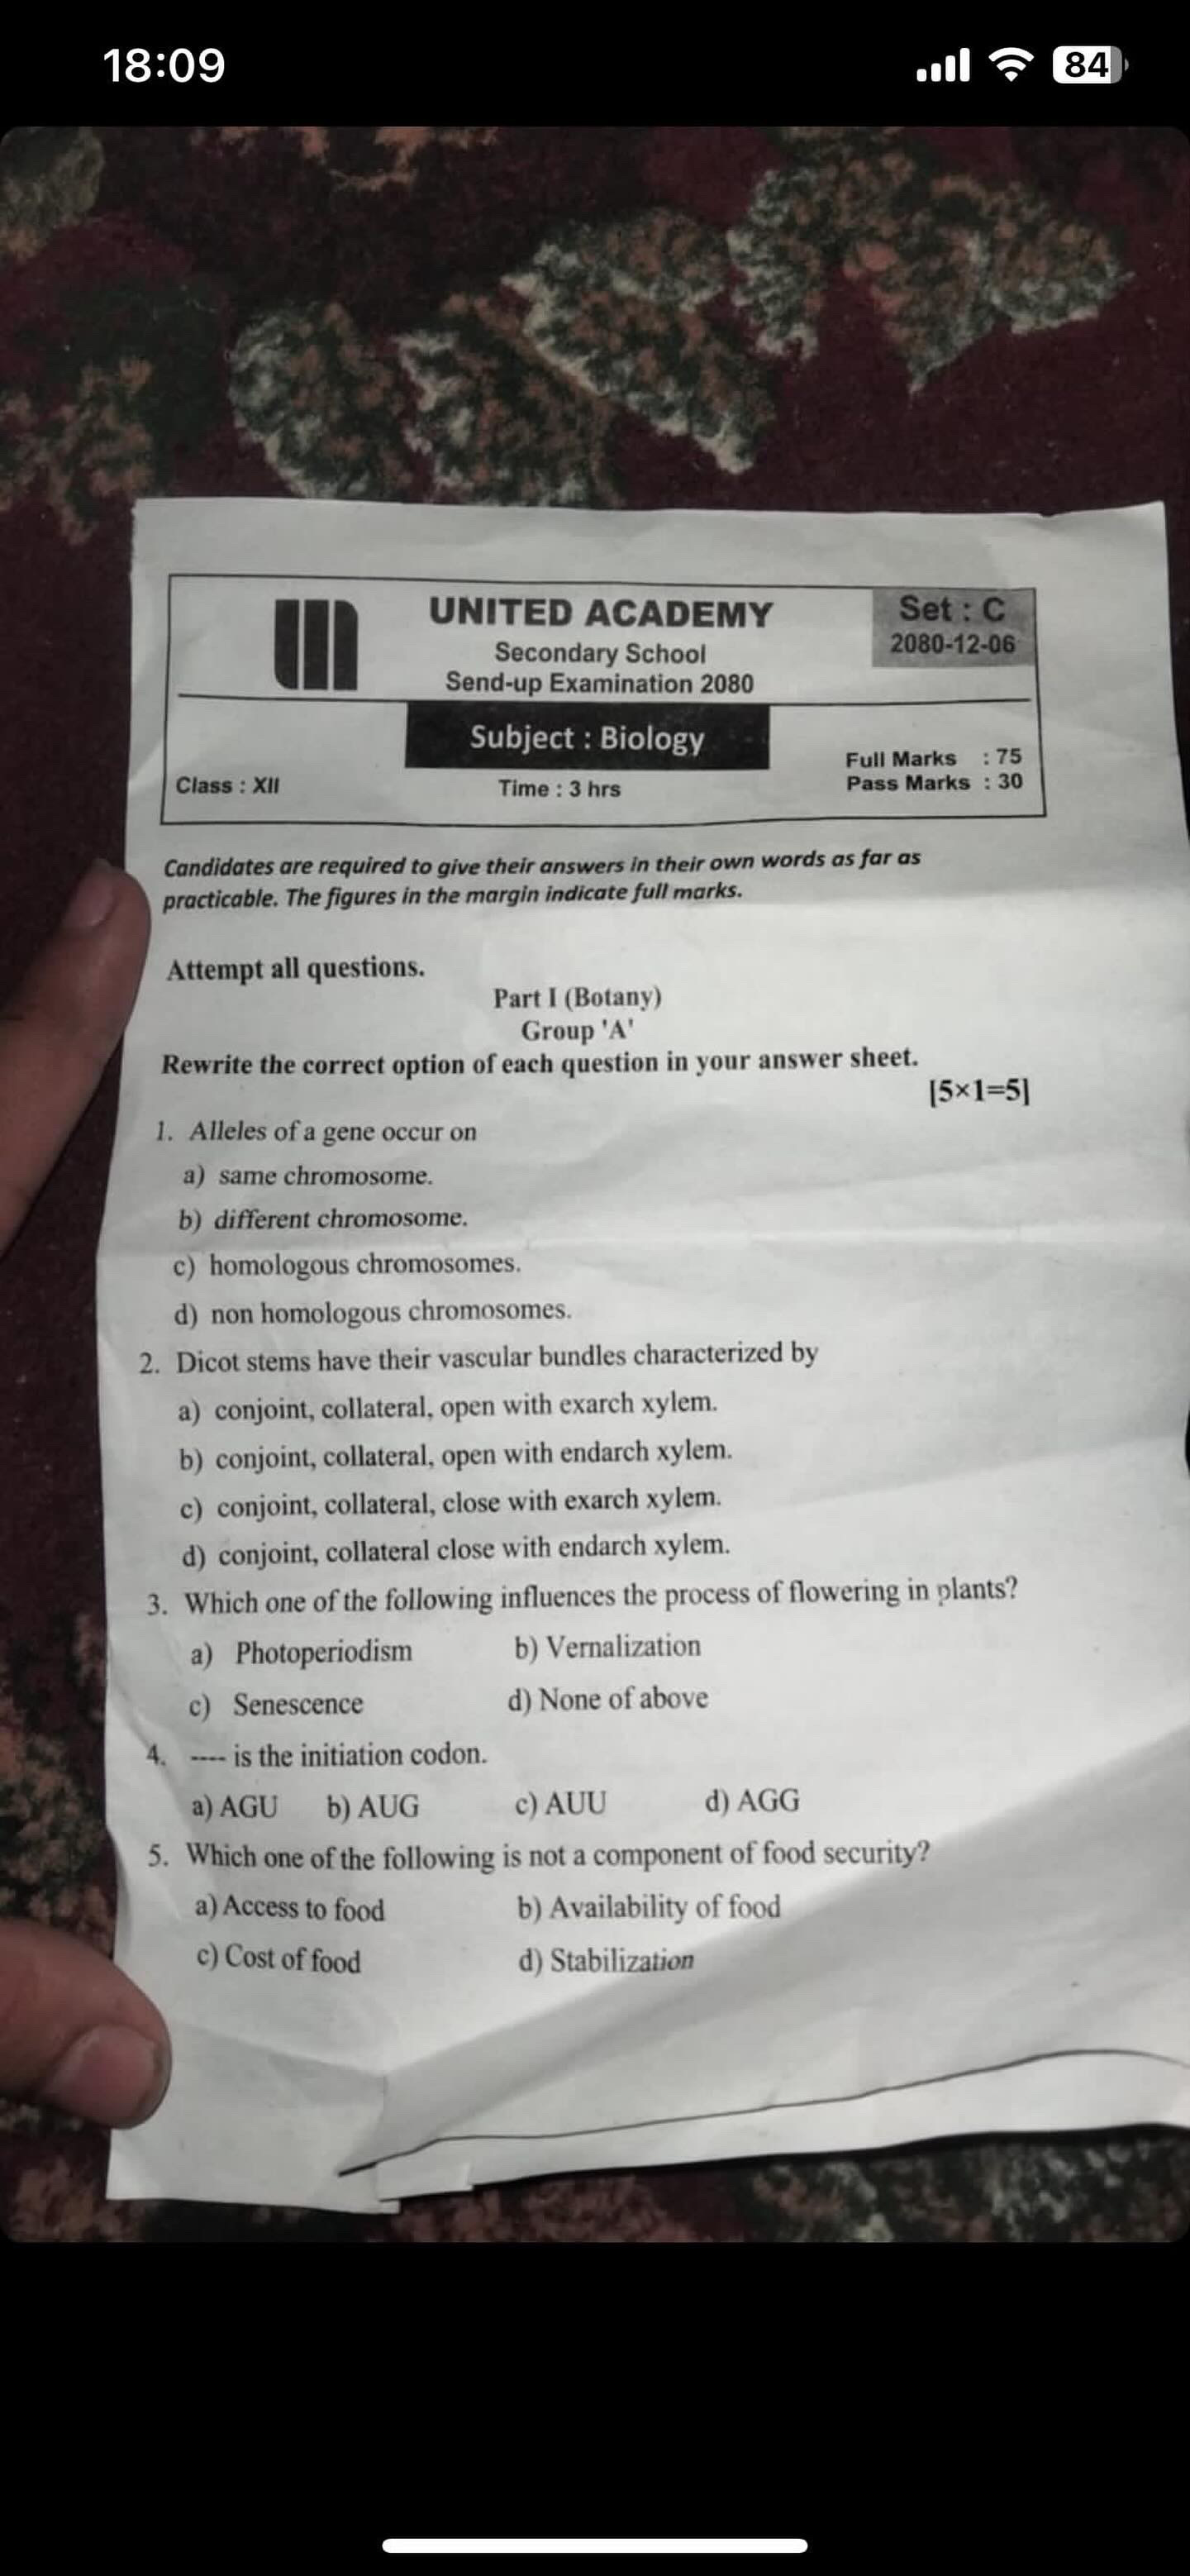 18:09
84
UNITED ACADEMY
Secondary School
Send-up Examination 2080
Set : C
2080-12-06
Subject : Biology
Class : XII
Time : 3 hrs
Full Marks : 75
Pass Marks : 30
Candidates are required to give their answers in their own words as far as
practicable. The figures in the margin indicate full marks.
Attempt all questions.
Part I (Botany)
Group 'A'
Rewrite the correct option of each question in your answer sheet.
[5×1=5]
1. Alleles of a gene occur on
a) same chromosome.
b) different chromosome.
c) homologous chromosomes.
d) non homologous chromosomes.
2. Dicot stems have their vascular bundles characterized by
a) conjoint, collateral, open with exarch xylem.
b) conjoint, collateral, open with endarch xylem.
c) conjoint, collateral, close with exarch xylem.
d) conjoint, collateral close with endarch xylem.
3. Which one of the following influences the process of flowering in plants?
a) Photoperiodism b) Vernalization
c) Senescence d) None of above
4. ---- is the initiation codon.
a) AGU b) AUG c) AUU d) AGG
5. Which one of the following is not a component of food security?
a) Access to food b) Availability of food
c) Cost of food d) Stabilization